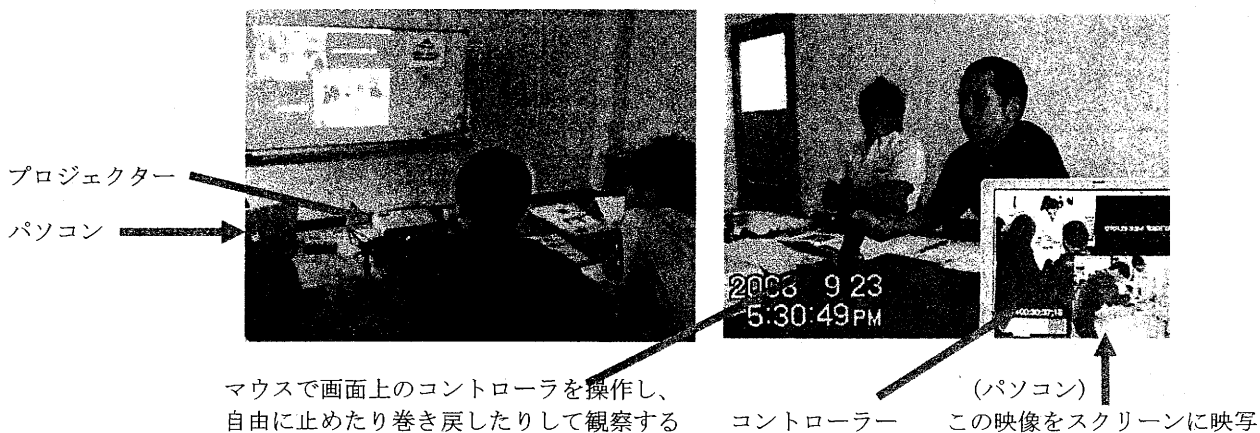 プロジェクター
パソコン
2008 9 23
5:30:49PM
マウスで画面上のコントローラを操作し、
自由に止めたり巻き戻したりして観察する
コントローラー
(パソコン)
この映像をスクリーンに映写